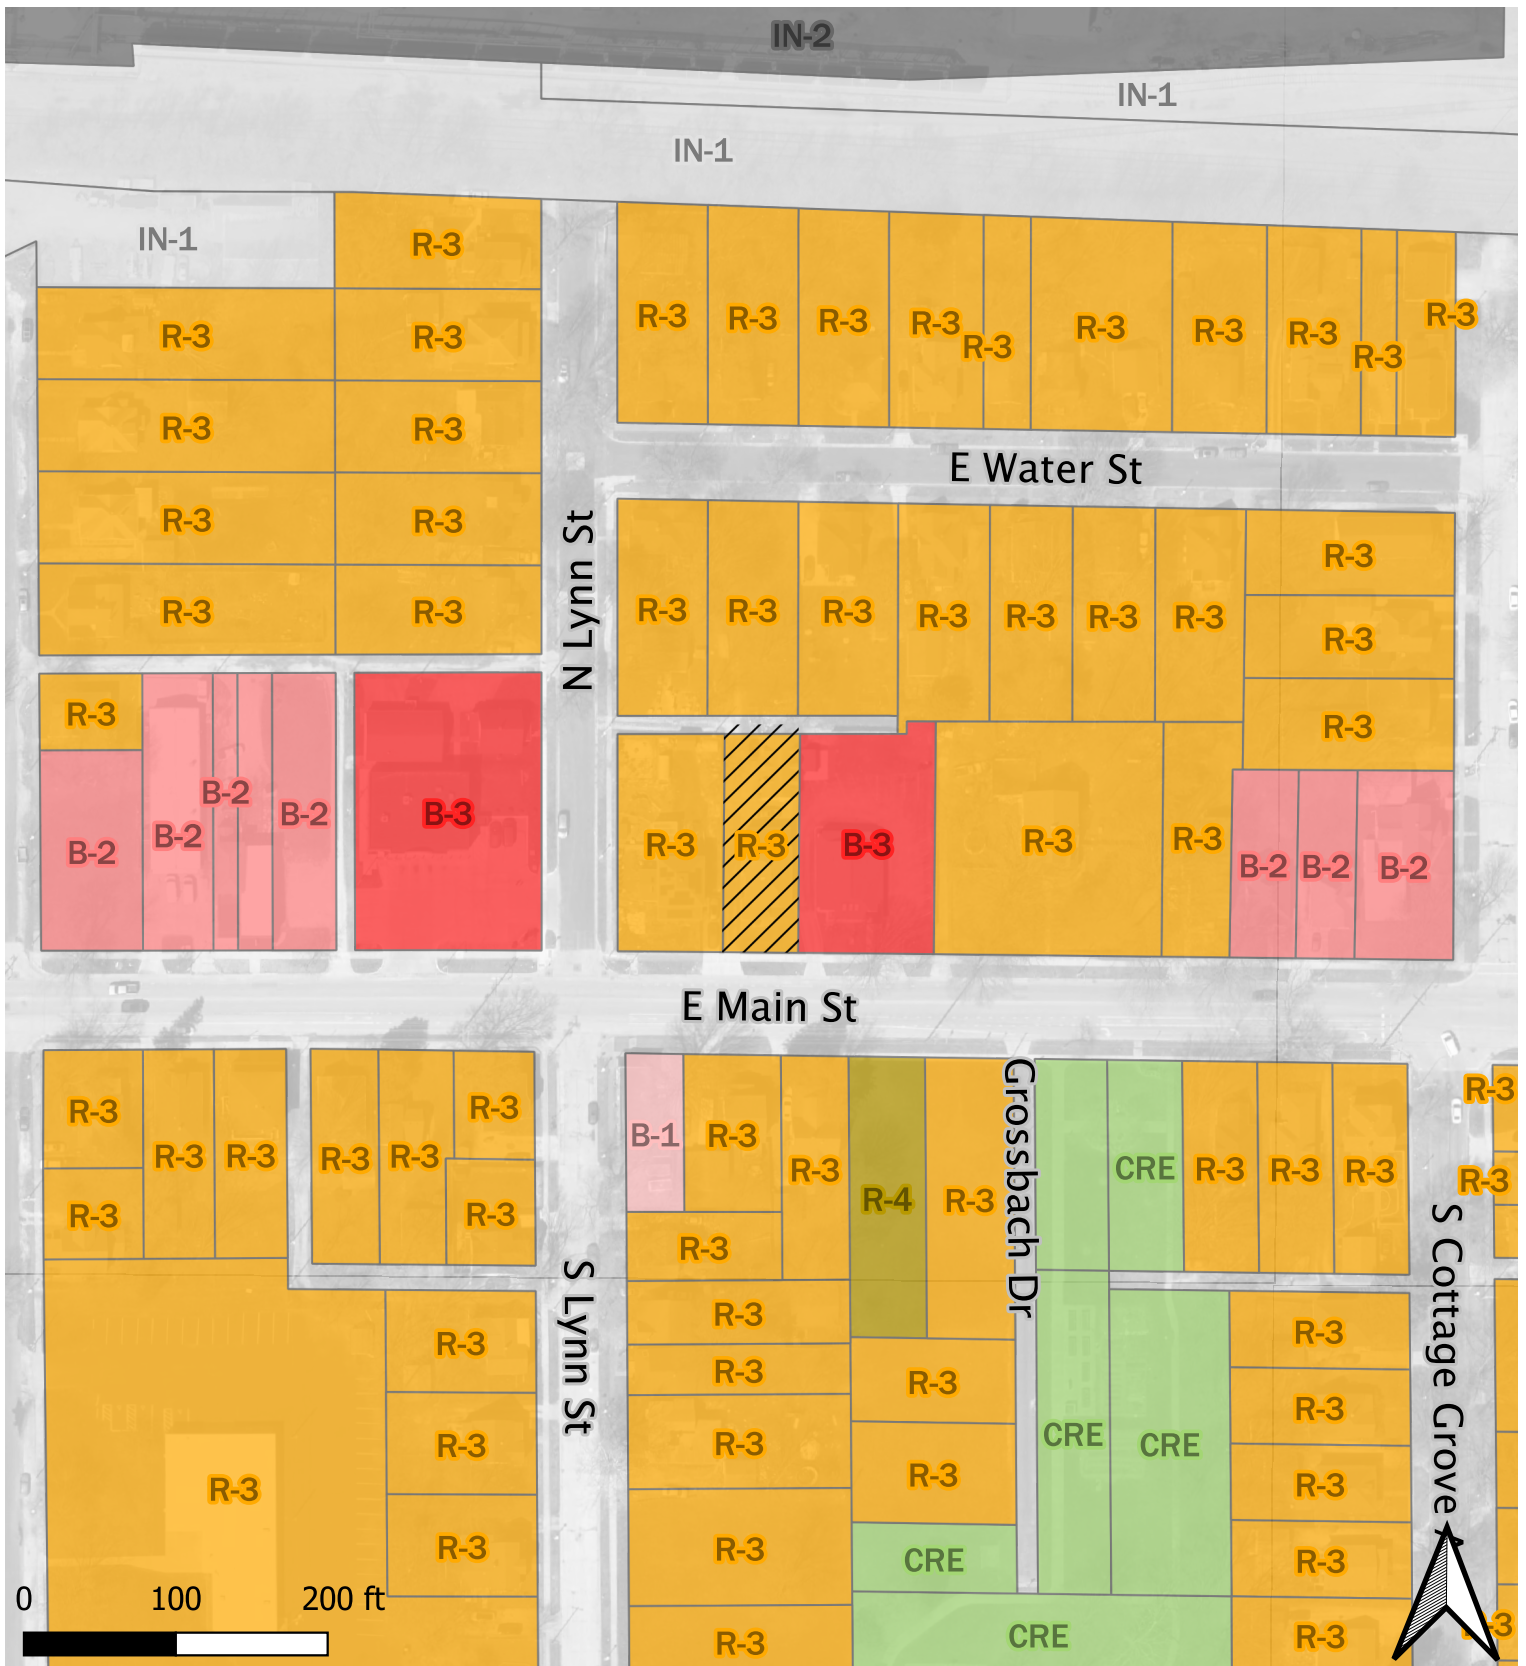 IN-2
IN-1
IN-1
IN-1
R-3
R-3 R-3 R-3 R-3 R-3 R-3 R-3 R-3 R-3 R-3
R-3 R-3
R-3 R-3
R-3 R-3
R-3 R-3
E Water St
N Lynn St
R-3 R-3 R-3 R-3 R-3 R-3 R-3
R-3
R-3
R-3
R-3
B-2 B-2 B-2 B-2 B-3
R-3 R-3 B-3 R-3 R-3 B-2 B-2 B-2
E Main St
R-3 R-3 R-3 R-3 R-3 R-3
R-3 R-3
B-1 R-3 R-3 R-4 R-3
Grossbach Dr
CRE R-3 R-3 R-3
R-3
R-3
R-3
S Lynn St
S Cottage Grove A
R-3
R-3
R-3
R-3
R-3
R-3
R-3
R-3
R-3
R-3
R-3
CRE
CRE CRE
R-3
R-3
R-3
R-3
R-3
R-3
CRE
R-3
0 100 200 ft